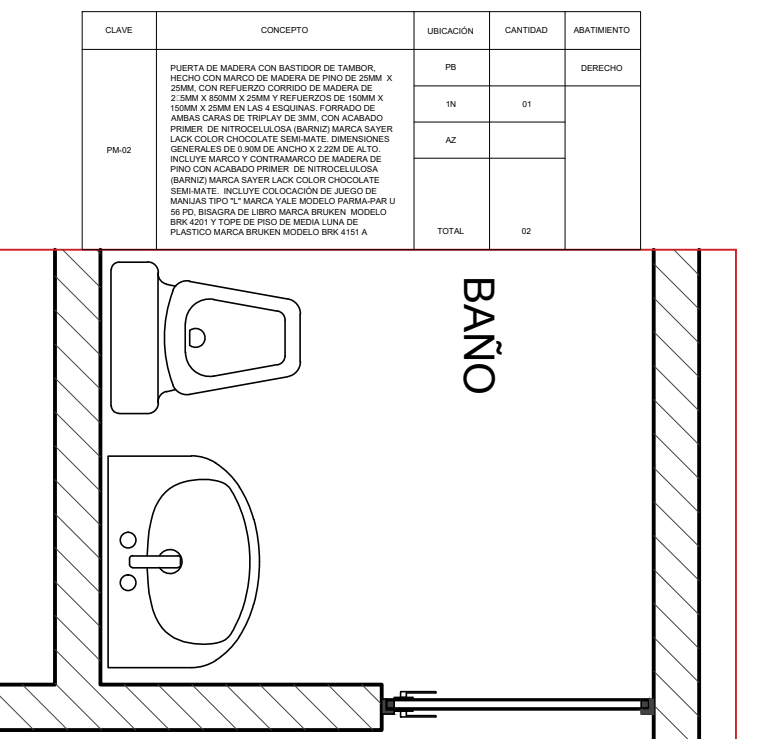 CLAVE CONCEPTO UBICACIÓN CANTIDAD ABATIMIENTO
PM-02
PUERTA DE MADERA CON BASTIDOR DE TAMBOR,
HECHO CON MARCO DE MADERA DE PINO DE 25MM X
25MM, CON REFUERZO CORRIDO DE MADERA DE
2□5MM X 850MM X 25MM Y REFUERZOS DE 150MM X
150MM X 25MM EN LAS 4 ESQUINAS. FORRADO DE
AMBAS CARAS DE TRIPLAY DE 3MM, CON ACABADO
PRIMER DE NITROCELULOSA (BARNIZ) MARCA SAYER
LACK COLOR CHOCOLATE SEMI-MATE. DIMENSIONES
GENERALES DE 0.90M DE ANCHO X 2.22M DE ALTO.
INCLUYE MARCO Y CONTRAMARCO DE MADERA DE
PINO CON ACABADO PRIMER DE NITROCELULOSA
(BARNIZ) MARCA SAYER LACK COLOR CHOCOLATE
SEMI-MATE. INCLUYE COLOCACIÓN DE JUEGO DE
MANIJAS TIPO "L" MARCA YALE MODELO PARMA-PAR U
56 PD, BISAGRA DE LIBRO MARCA BRUKEN MODELO
BRK 4201 Y TOPE DE PISO DE MEDIA LUNA DE
PLASTICO MARCA BRUKEN MODELO BRK 4151 A
PB DERECHO
1N 01
AZ
TOTAL 02
BAÑO